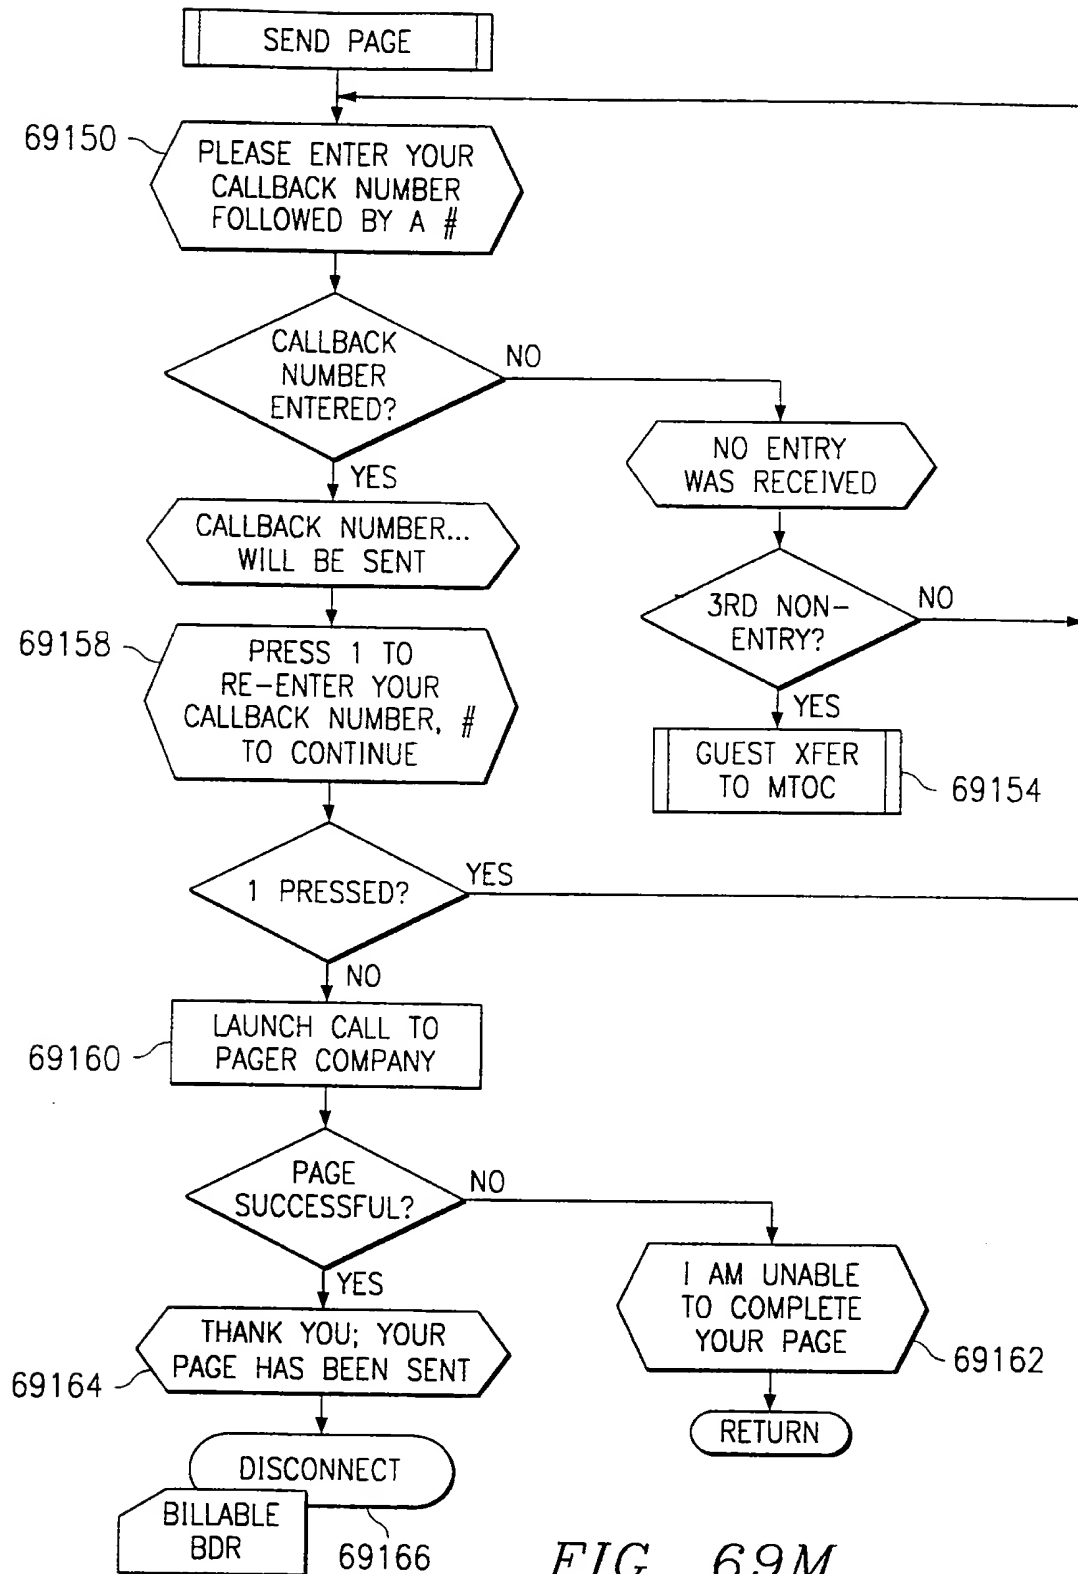 SEND PAGE
69150
PLEASE ENTER YOUR
CALLBACK NUMBER
FOLLOWED BY A #
CALLBACK
NUMBER
ENTERED?
NO
YES
NO ENTRY
WAS RECEIVED
CALLBACK NUMBER...
WILL BE SENT
3RD NON-
ENTRY?
NO
YES
69158
PRESS 1 TO
RE-ENTER YOUR
CALLBACK NUMBER, #
TO CONTINUE
GUEST XFER
TO MTOC
69154
1 PRESSED?
YES
NO
69160
LAUNCH CALL TO
PAGER COMPANY
PAGE
SUCCESSFUL?
NO
YES
I AM UNABLE
TO COMPLETE
YOUR PAGE
69162
THANK YOU; YOUR
PAGE HAS BEEN SENT
69164
RETURN
DISCONNECT
BILLABLE
BDR
69166
FIG. 69M